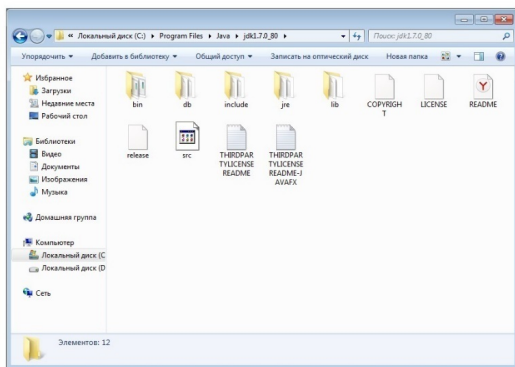 « Локальный диск (C:) ▸ Program Files ▸ Java ▸ jdk1.7.0_80 ▸
Поиск: jdk1.7.0_80
Упорядочить ▼ Добавить в библиотеку ▼ Общий доступ ▼ Записать на оптический диск Новая папка
Избранное
Загрузки
Недавние места
Рабочий стол
Библиотеки
Видео
Документы
Изображения
Музыка
Домашняя группа
Компьютер
Локальный диск (C
Локальный диск (D
Сеть
bin db include jre lib COPYRIGH LICENSE README
T
release src THIRDPAR THIRDPAR
TYLICENSE TYLICENSE
README README-J
AVAFX
Элементов: 12